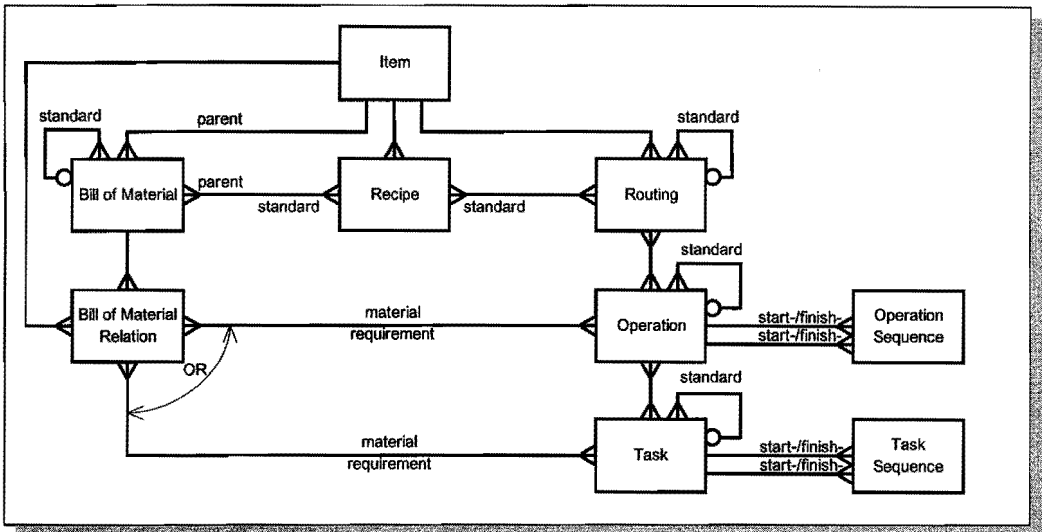 Item
standard
parent
standard
Bill of Material
parent
standard
Recipe
standard
Routing
standard
Bill of Material
Relation
material
requirement
Operation
start-/finish-
start-/finish-
Operation
Sequence
OR
standard
material
requirement
Task
start-/finish-
start-/finish-
Task
Sequence